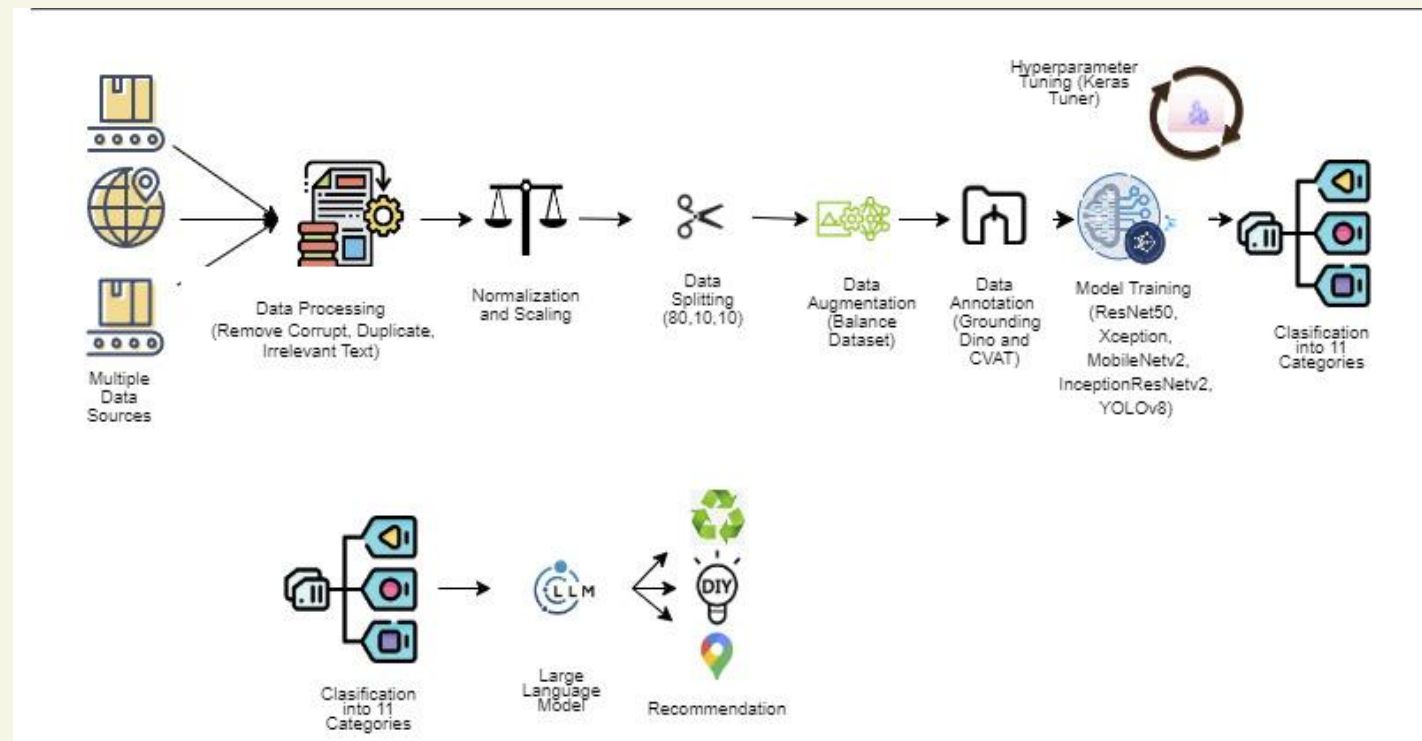 Hyperparameter
Tuning (Keras
Tuner)
Multiple
Data
Sources
Data Processing
(Remove Corrupt, Duplicate,
Irrelevant Text)
Normalization
and Scaling
Data
Splitting
(80,10,10)
Data
Augmentation
(Balance
Dataset)
Data
Annotation
(Grounding
Dino and
CVAT)
Model Training
(ResNet50,
Xception,
MobileNetv2,
InceptionResNetv2,
YOLOv8)
Clasification
into 11
Categories
Clasification
into 11
Categories
LLM
Large
Language
Model
DIY
Recommendation